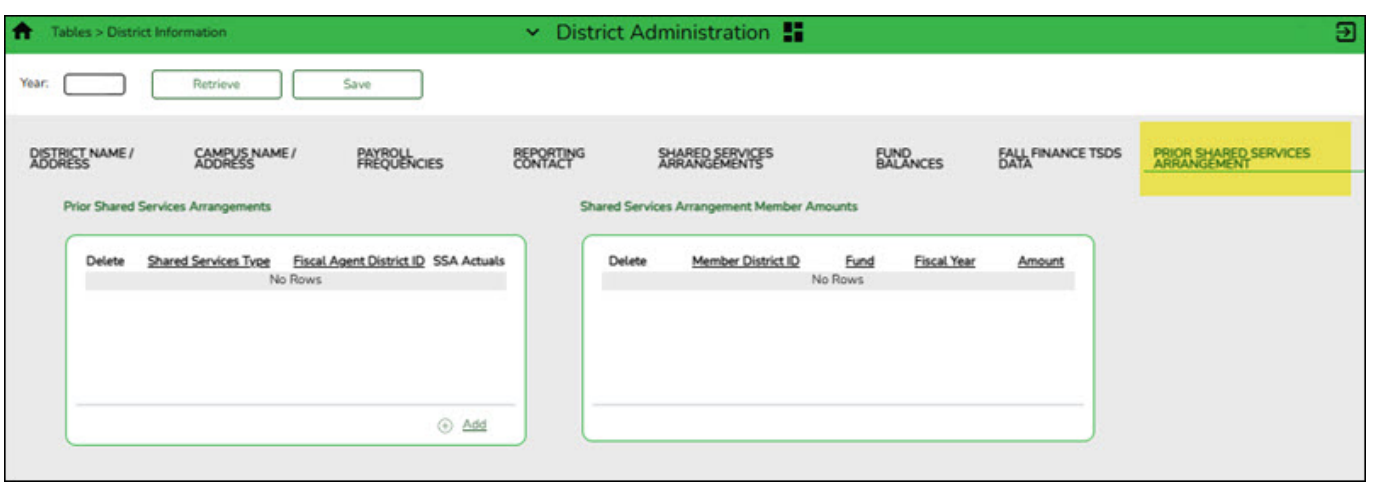 Tables > District Information
District Administration
Year:
Retrieve
Save
DISTRICT NAME /
ADDRESS
CAMPUS NAME /
ADDRESS
PAYROLL
FREQUENCIES
REPORTING
CONTACT
SHARED SERVICES
ARRANGEMENTS
FUND
BALANCES
FALL FINANCE TSDS
DATA
PRIOR SHARED SERVICES
ARRANGEMENT
Prior Shared Services Arrangements
Delete Shared Services Type Fiscal Agent District ID SSA Actuals
No Rows
Add
Shared Services Arrangement Member Amounts
Delete Member District ID Fund Fiscal Year Amount
No Rows